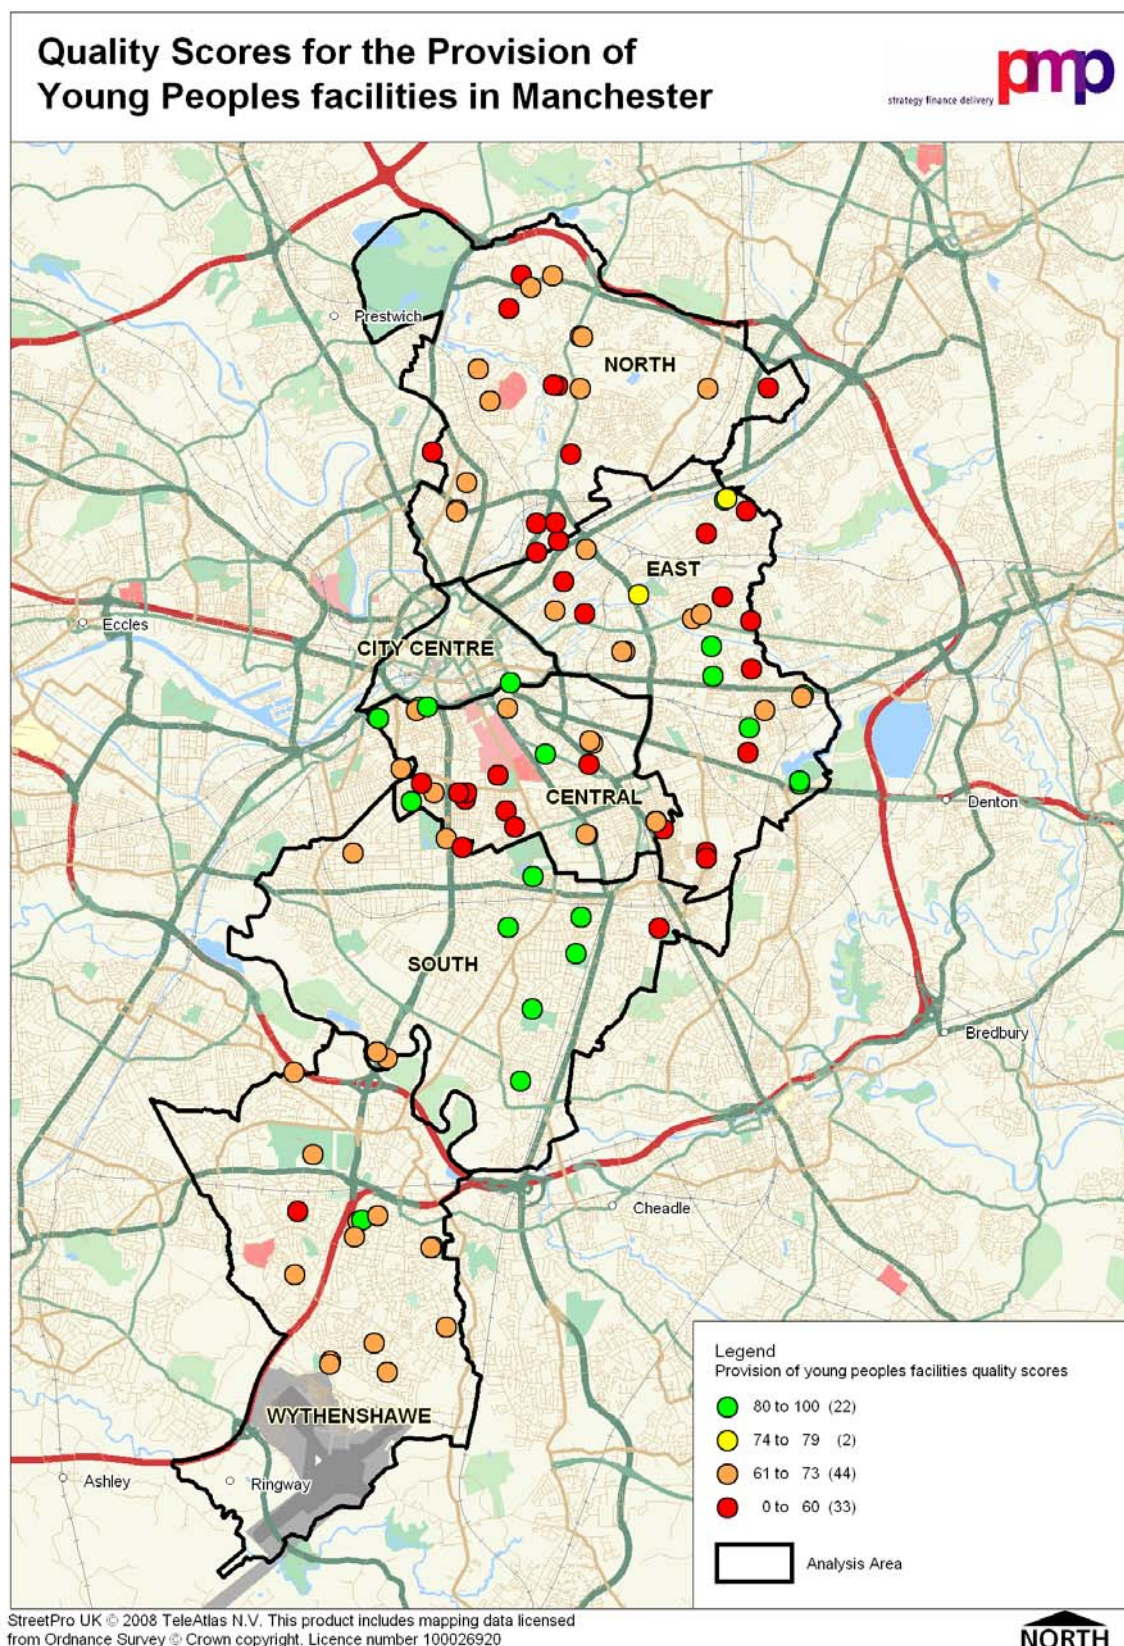 Quality Scores for the Provision of
Young Peoples facilities in Manchester
pmp
strategy finance delivery
Prestwich
NORTH
EAST
Eccles
CITY CENTRE
CENTRAL
Denton
SOUTH
Bredbury
Cheadle
WYTHENSHAWE
Ashley
Ringway
Legend
Provision of young peoples facilities quality scores
80 to 100 (22)
74 to 79 (2)
61 to 73 (44)
0 to 60 (33)
Analysis Area
StreetPro UK © 2008 TeleAtlas N.V. This product includes mapping data licensed
from Ordnance Survey © Crown copyright. Licence number 100026920
NORTH